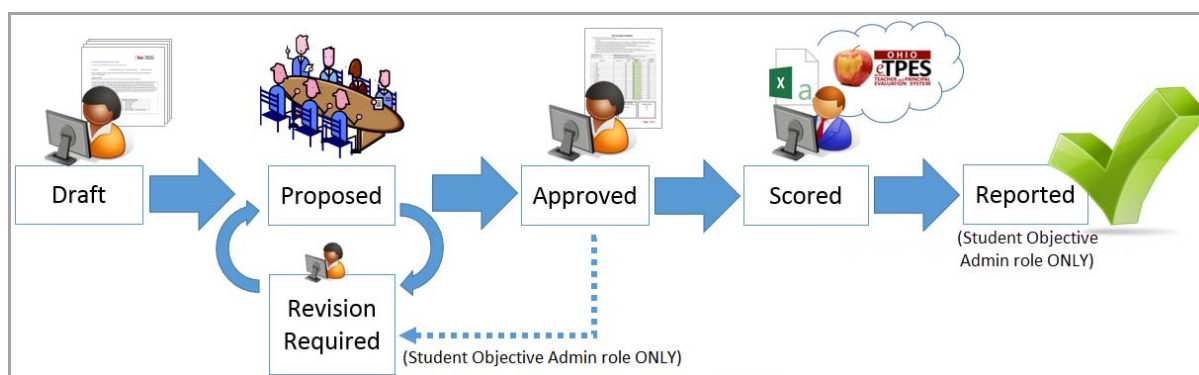 OHIO
eTPES
TEACHER AND PRINCIPAL
EVALUATION SYSTEM
X
a
Draft
Proposed
Approved
Scored
Reported
(Student Objective
Admin role ONLY)
Revision
Required
(Student Objective Admin role ONLY)